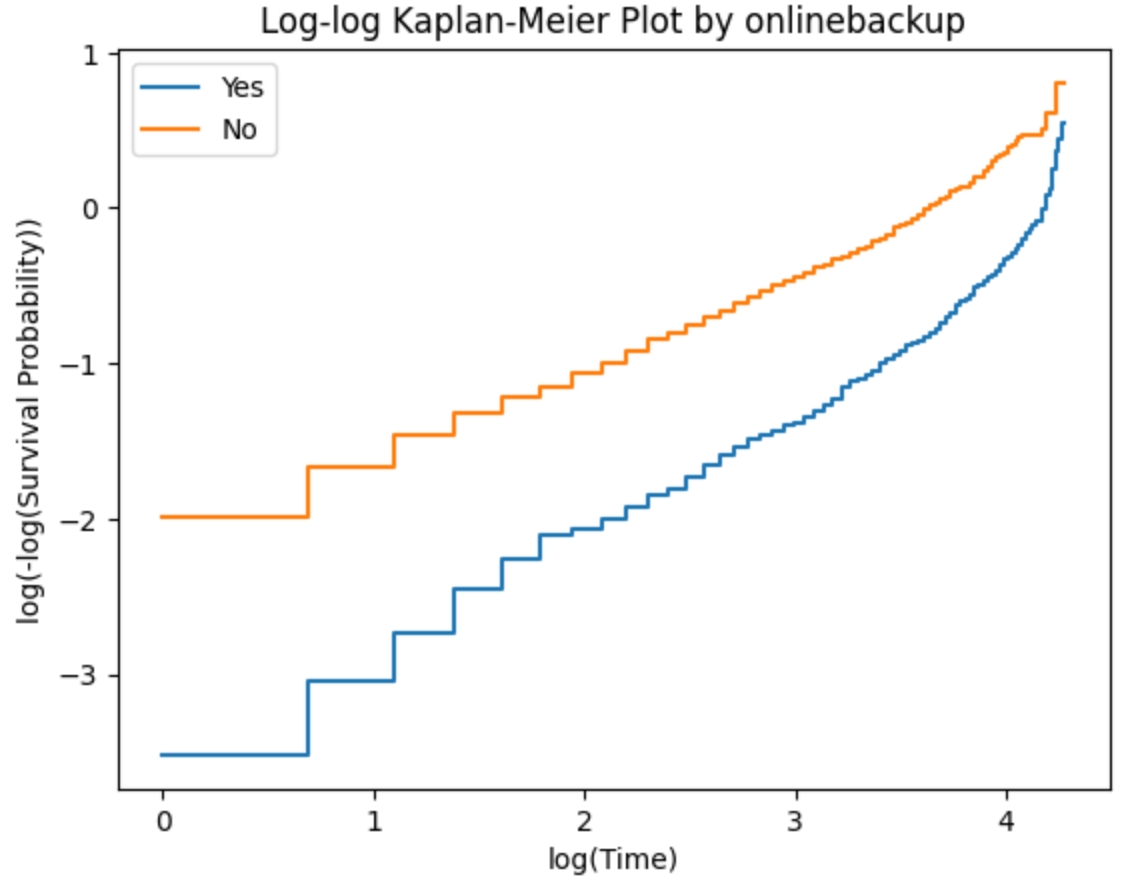 Log-log Kaplan-Meier Plot by onlinebackup
Yes
No
1
0
−1
−2
−3
log(-log(Survival Probability))
0 1 2 3 4
log(Time)